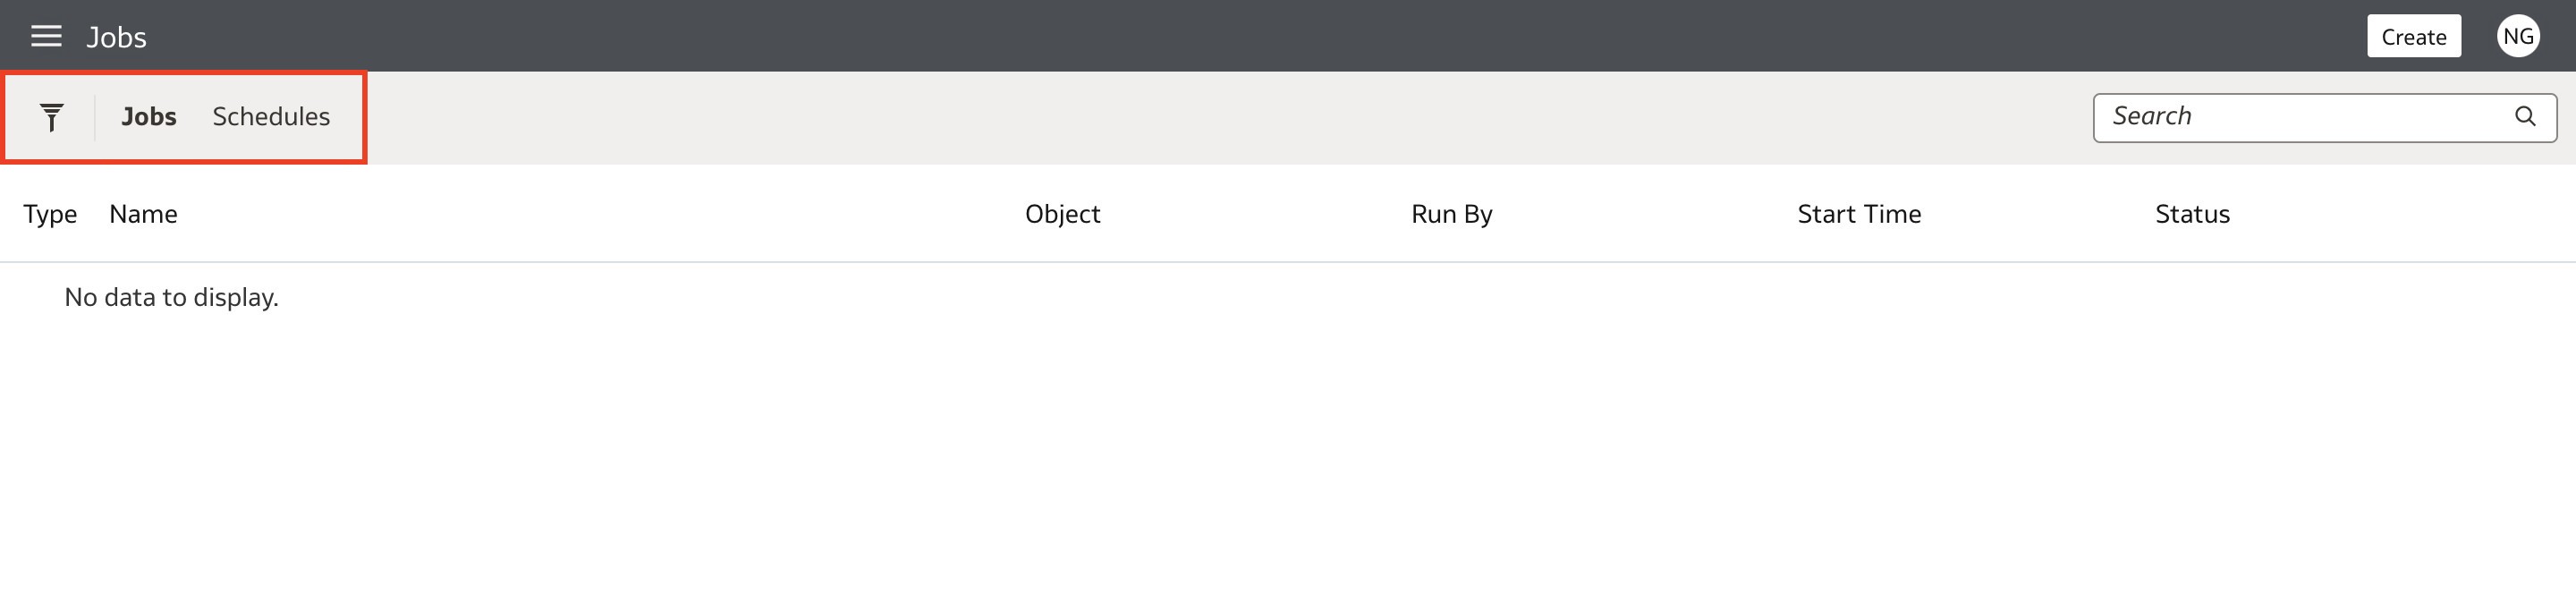 Jobs
Create
NG
Jobs Schedules
Search
Type Name Object Run By Start Time Status
No data to display.